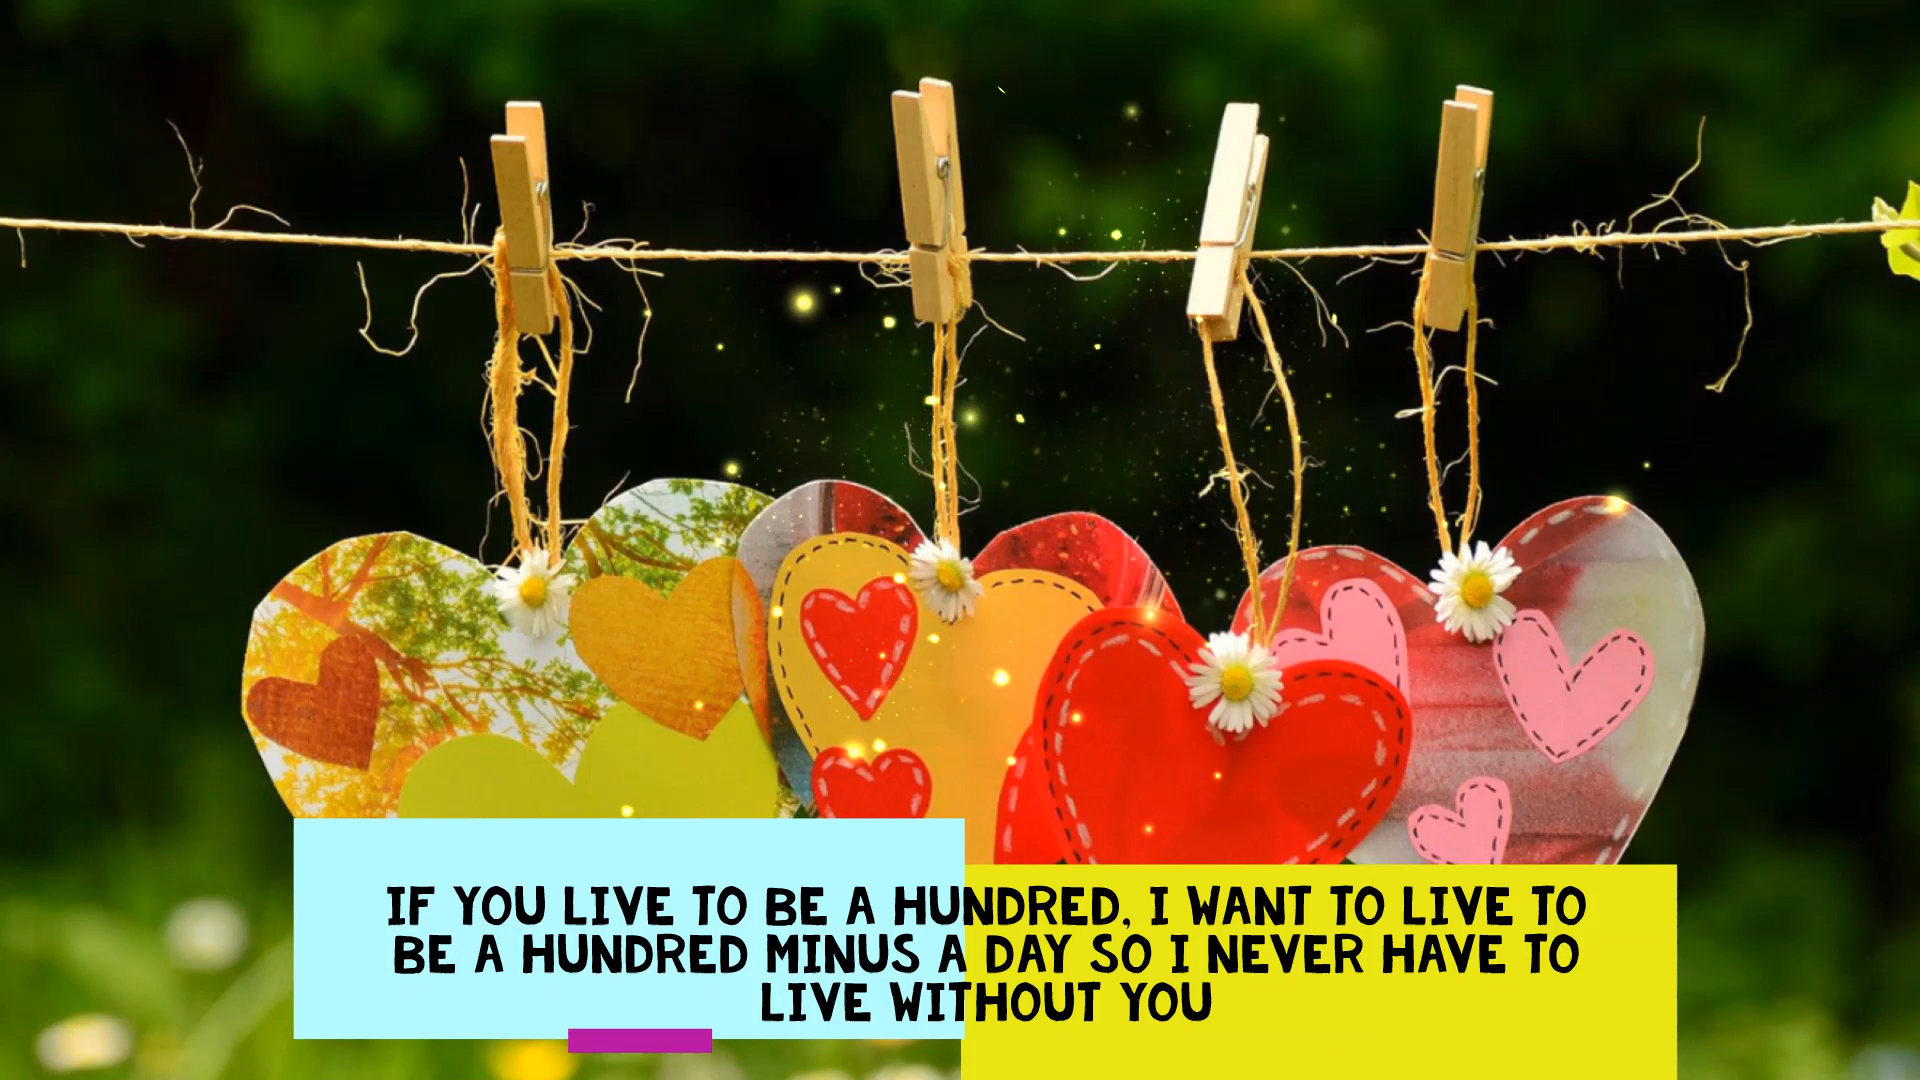 IF YOU LIVE TO BE A HUNDRED, I WANT TO LIVE TO
BE A HUNDRED MINUS A DAY SO I NEVER HAVE TO
LIVE WITHOUT YOU